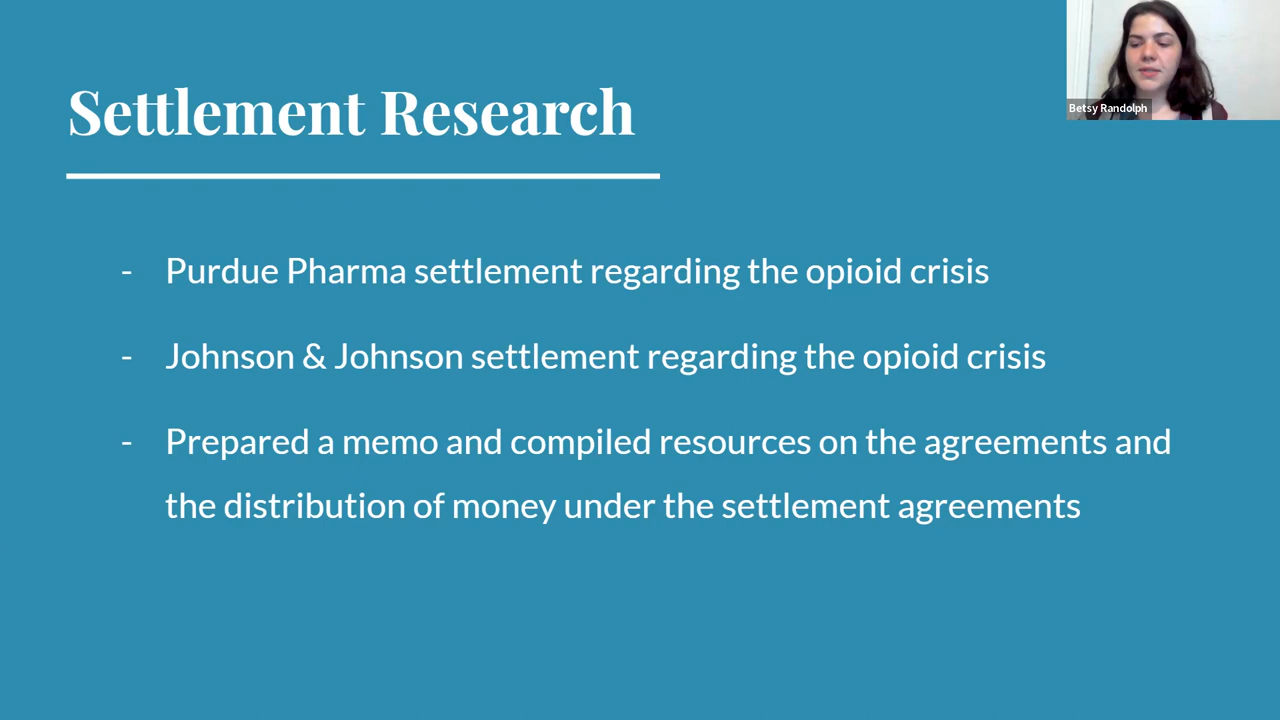 Settlement Research
Betsy Randolph
- Purdue Pharma settlement regarding the opioid crisis
- Johnson & Johnson settlement regarding the opioid crisis
- Prepared a memo and compiled resources on the agreements and
the distribution of money under the settlement agreements